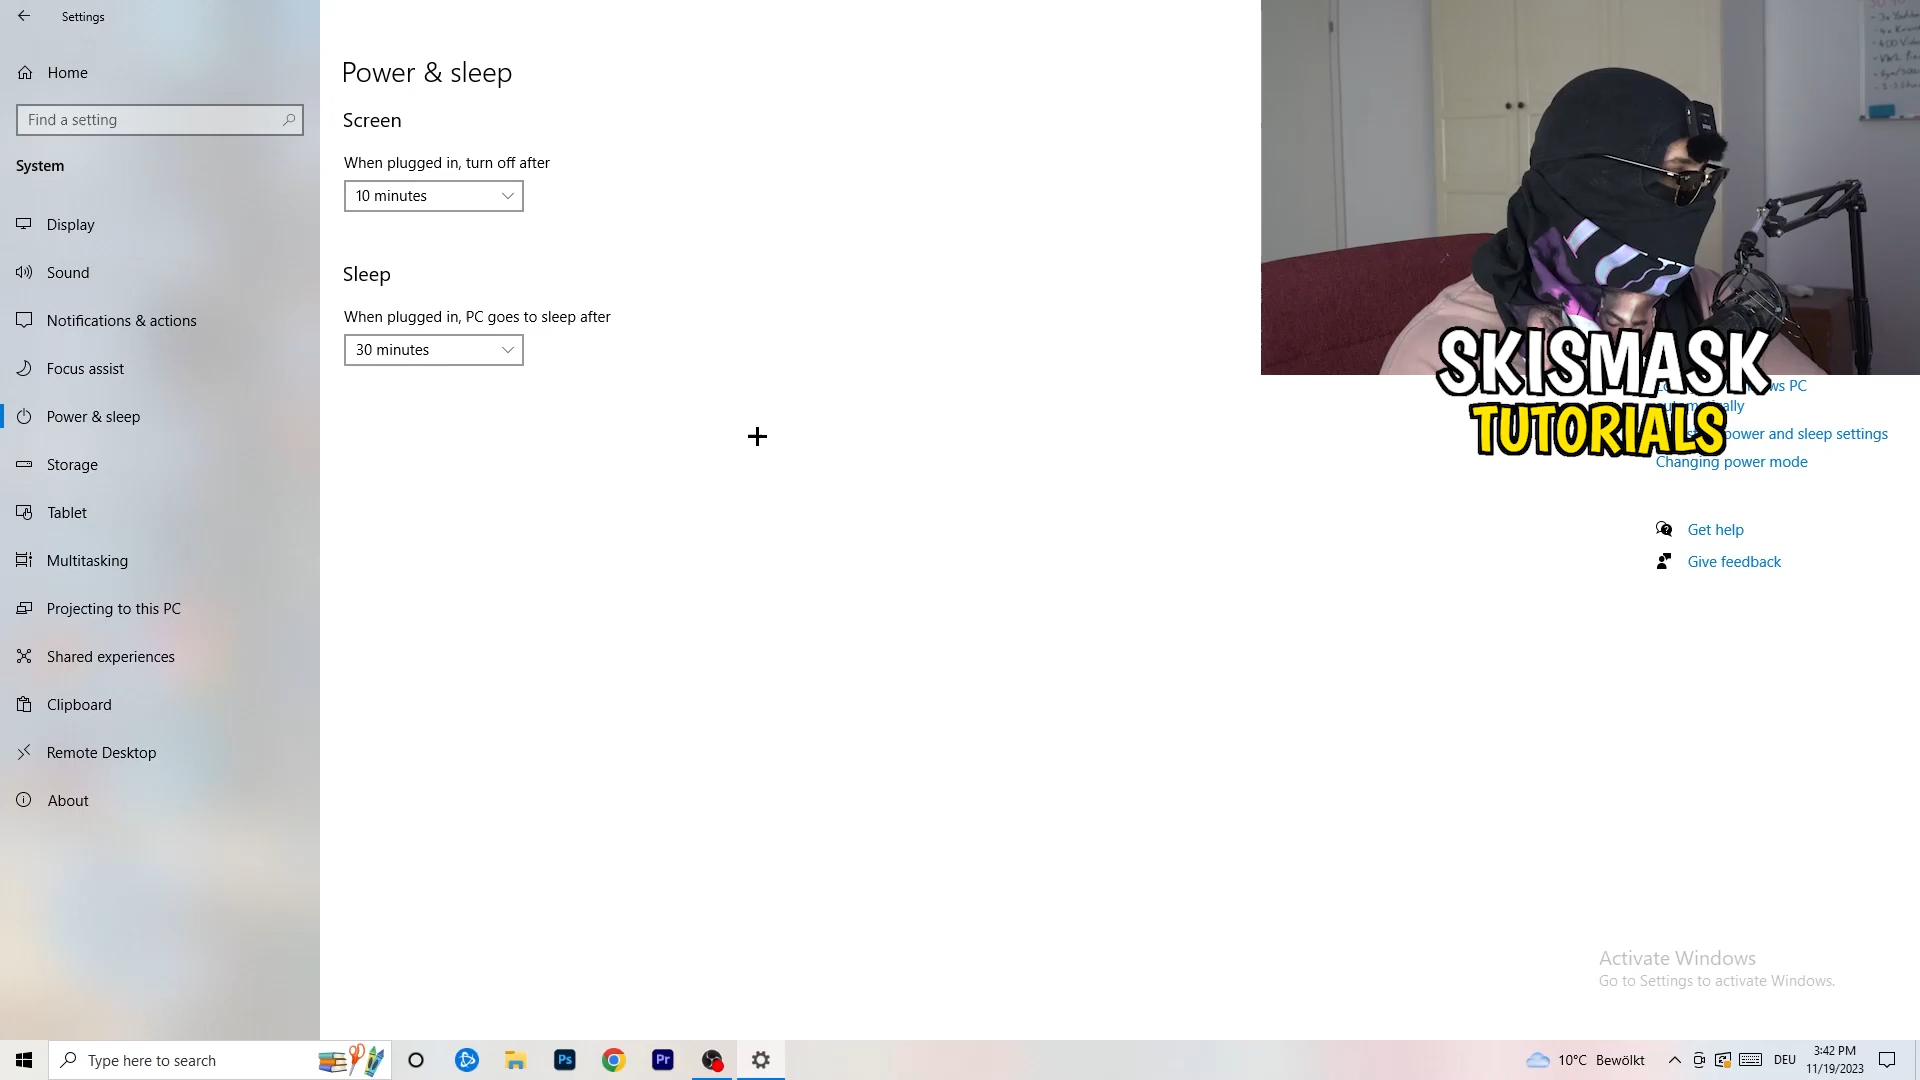 Settings
Home
Find a setting
System
Display
Sound
Notifications & actions
Focus assist
Power & sleep
Storage
Tablet
Multitasking
Projecting to this PC
Shared experiences
Clipboard
Remote Desktop
About
Power & sleep
Screen
When plugged in, turn off after
10 minutes
Sleep
When plugged in, PC goes to sleep after
30 minutes
SKISMASK
TUTORIALS
PC
power and sleep settings
Changing power mode
Get help
Give feedback
Activate Windows
Go to Settings to activate Windows.
Type here to search
Ps
Pr
10°C Bewölkt
DEU
3:42 PM
11/19/2023